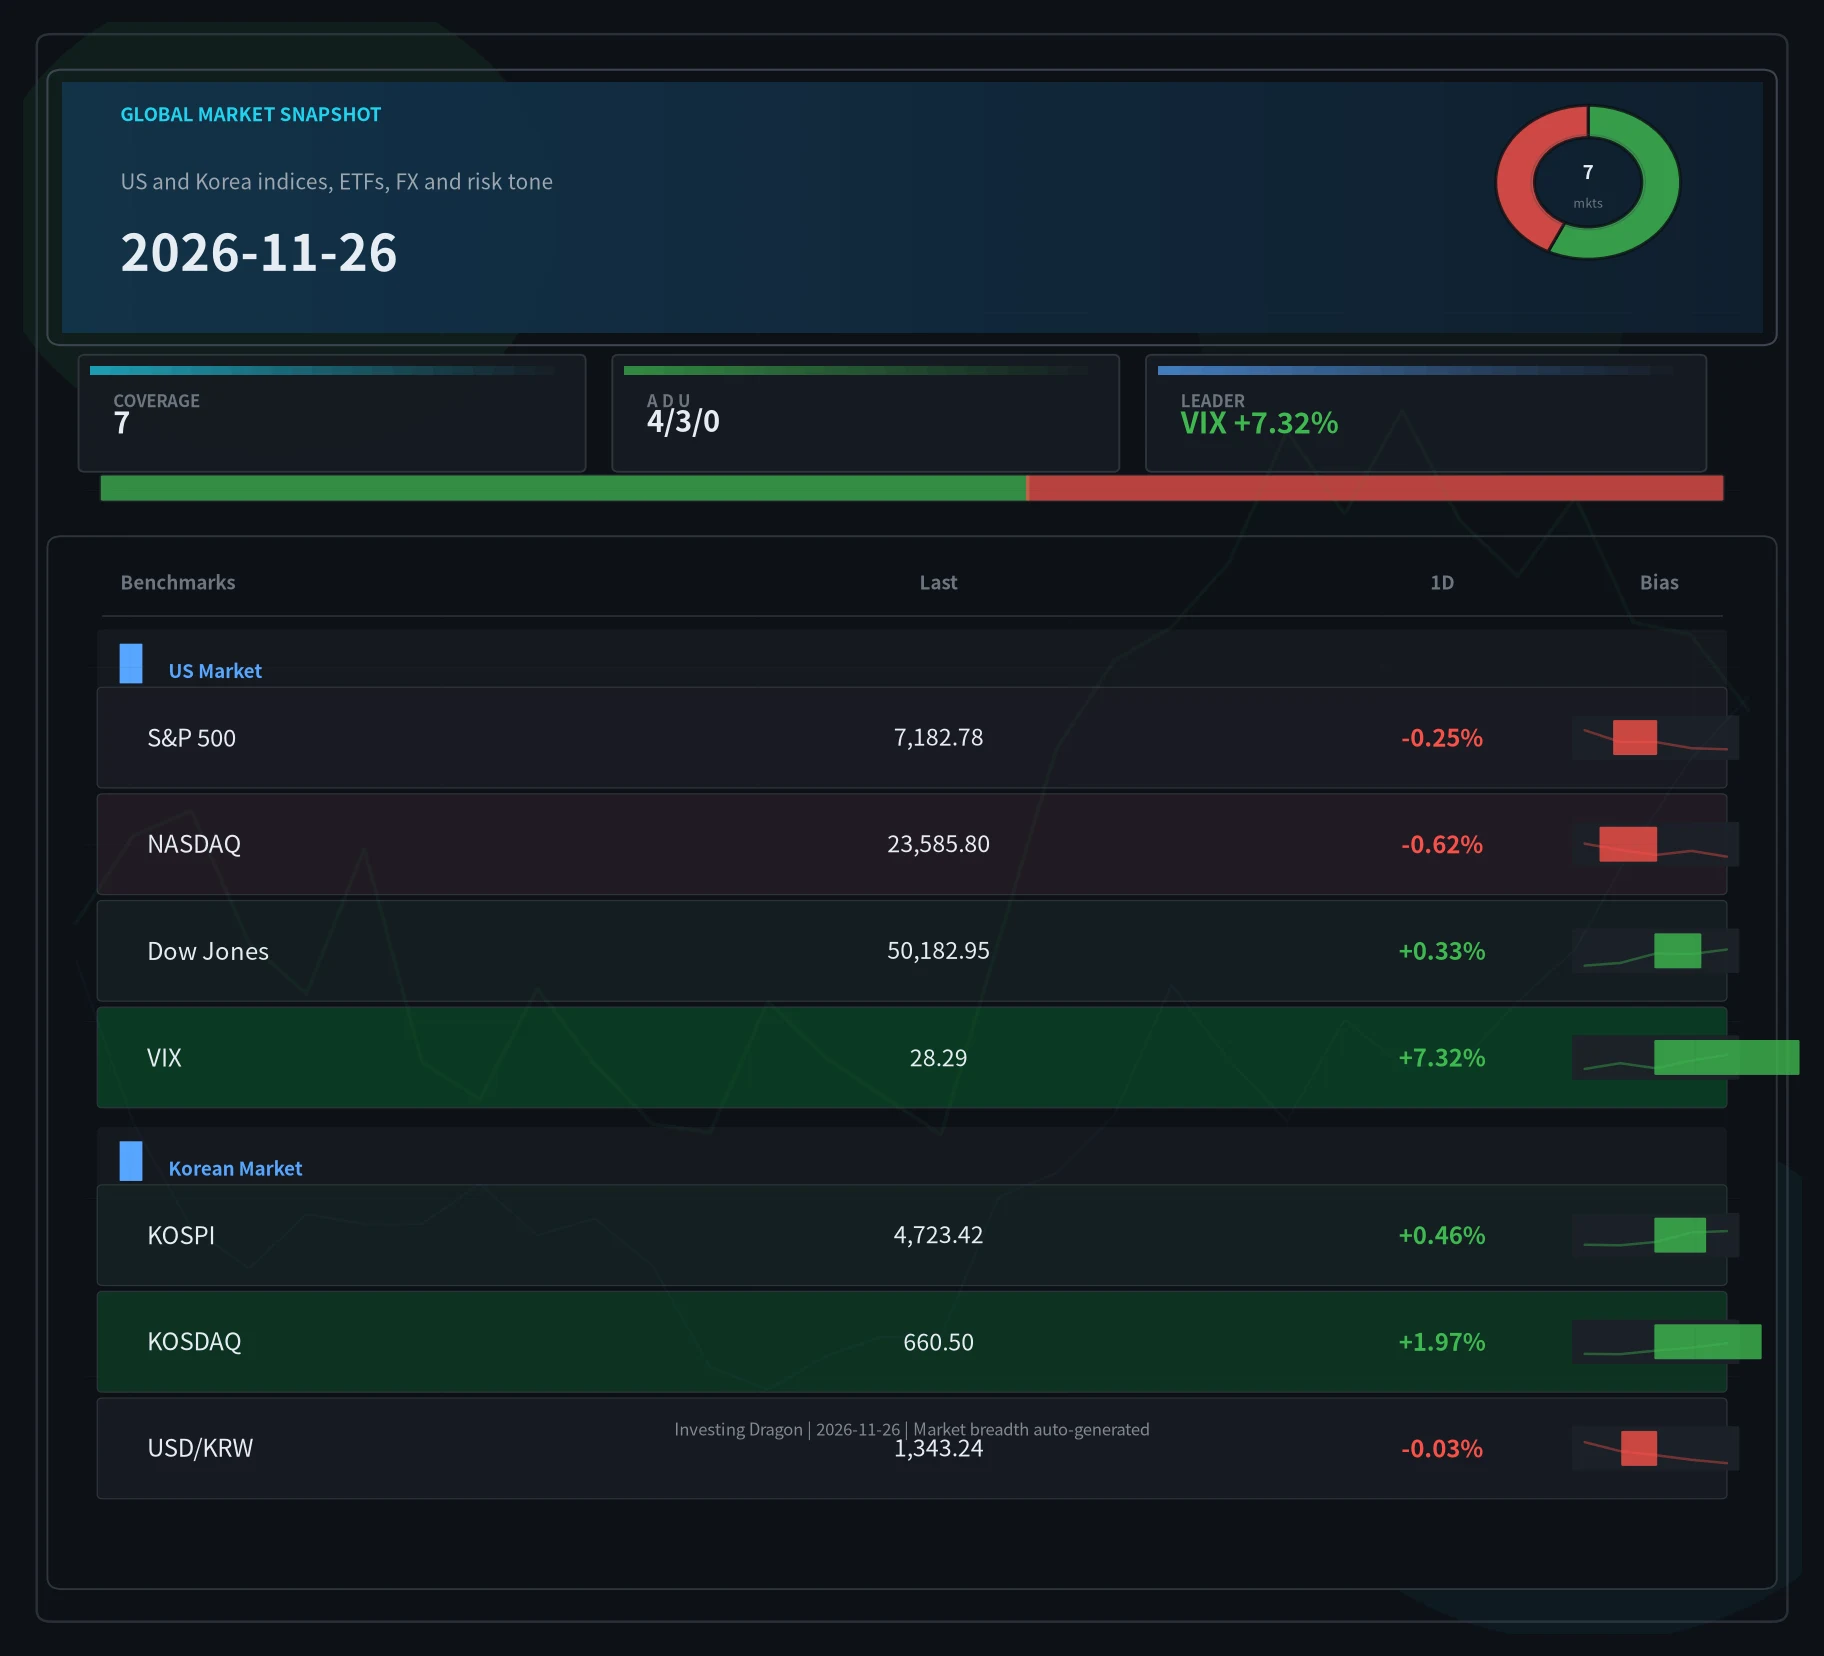 GLOBAL MARKET SNAPSHOT
US and Korea indices, ETFs, FX and risk tone
2026-11-26
7
mkts
COVERAGE
7
A D U
4/3/0
LEADER
VIX +7.32%
Benchmarks Last 1D Bias
US Market
S&P 500 7,182.78 -0.25%
NASDAQ 23,585.80 -0.62%
Dow Jones 50,182.95 +0.33%
VIX 28.29 +7.32%
Korean Market
KOSPI 4,723.42 +0.46%
KOSDAQ 660.50 +1.97%
Investing Dragon | 2026-11-26 | Market breadth auto-generated
USD/KRW 1,343.24 -0.03%